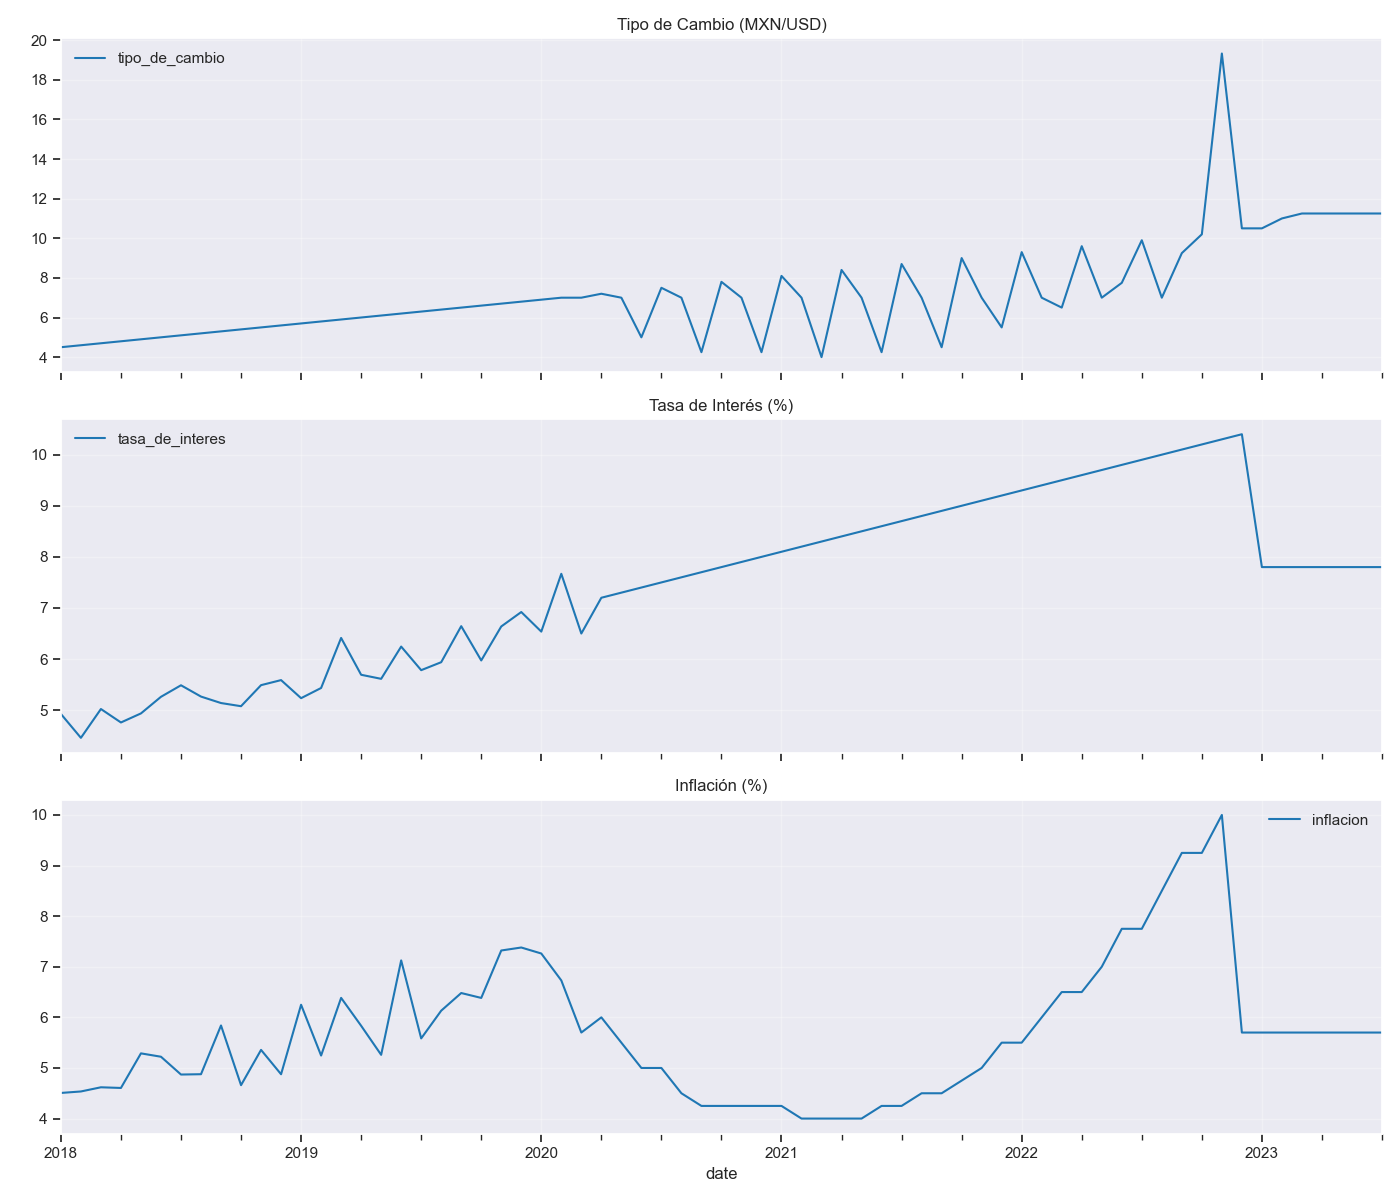 Tipo de Cambio (MXN/USD)
tipo_de_cambio
20
18
16
14
12
10
8
6
4
Tasa de Interés (%)
tasa_de_interes
10
9
8
7
6
5
Inflación (%)
inflacion
10
9
8
7
6
5
4
2018 2019 2020 2021 2022 2023
date